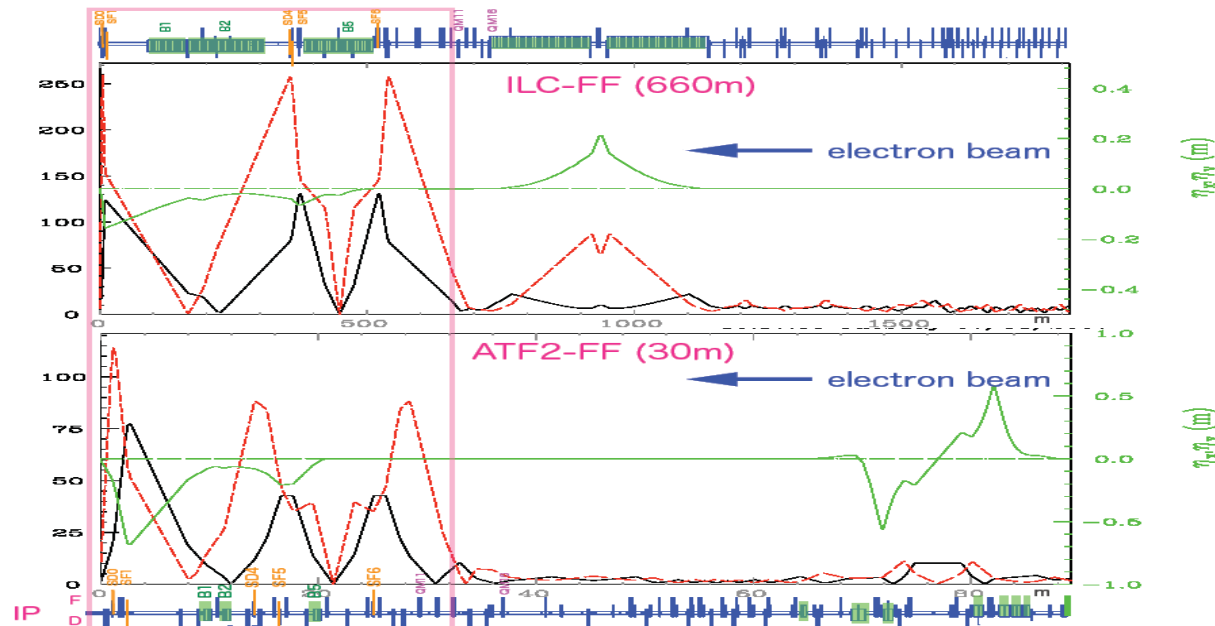 SD0 SF1 B1 B2 SD4 SF5 B5 SF6 QM11 QM16
ILC-FF (660m)
electron beam
250
200
150
100
50
0
0.4
0.2
0.0
−0.2
−0.4
ηx,ηy (m)
0 500 1000 1500 m
ATF2-FF (30m)
electron beam
100
75
50
25
0
1.0
0.5
0.0
−0.5
−1.0
ηx,ηy (m)
0 40 80 m
SD0 SF1 B1 B2 SD4 SF5 B5 SF6 QM11
IP
F
D